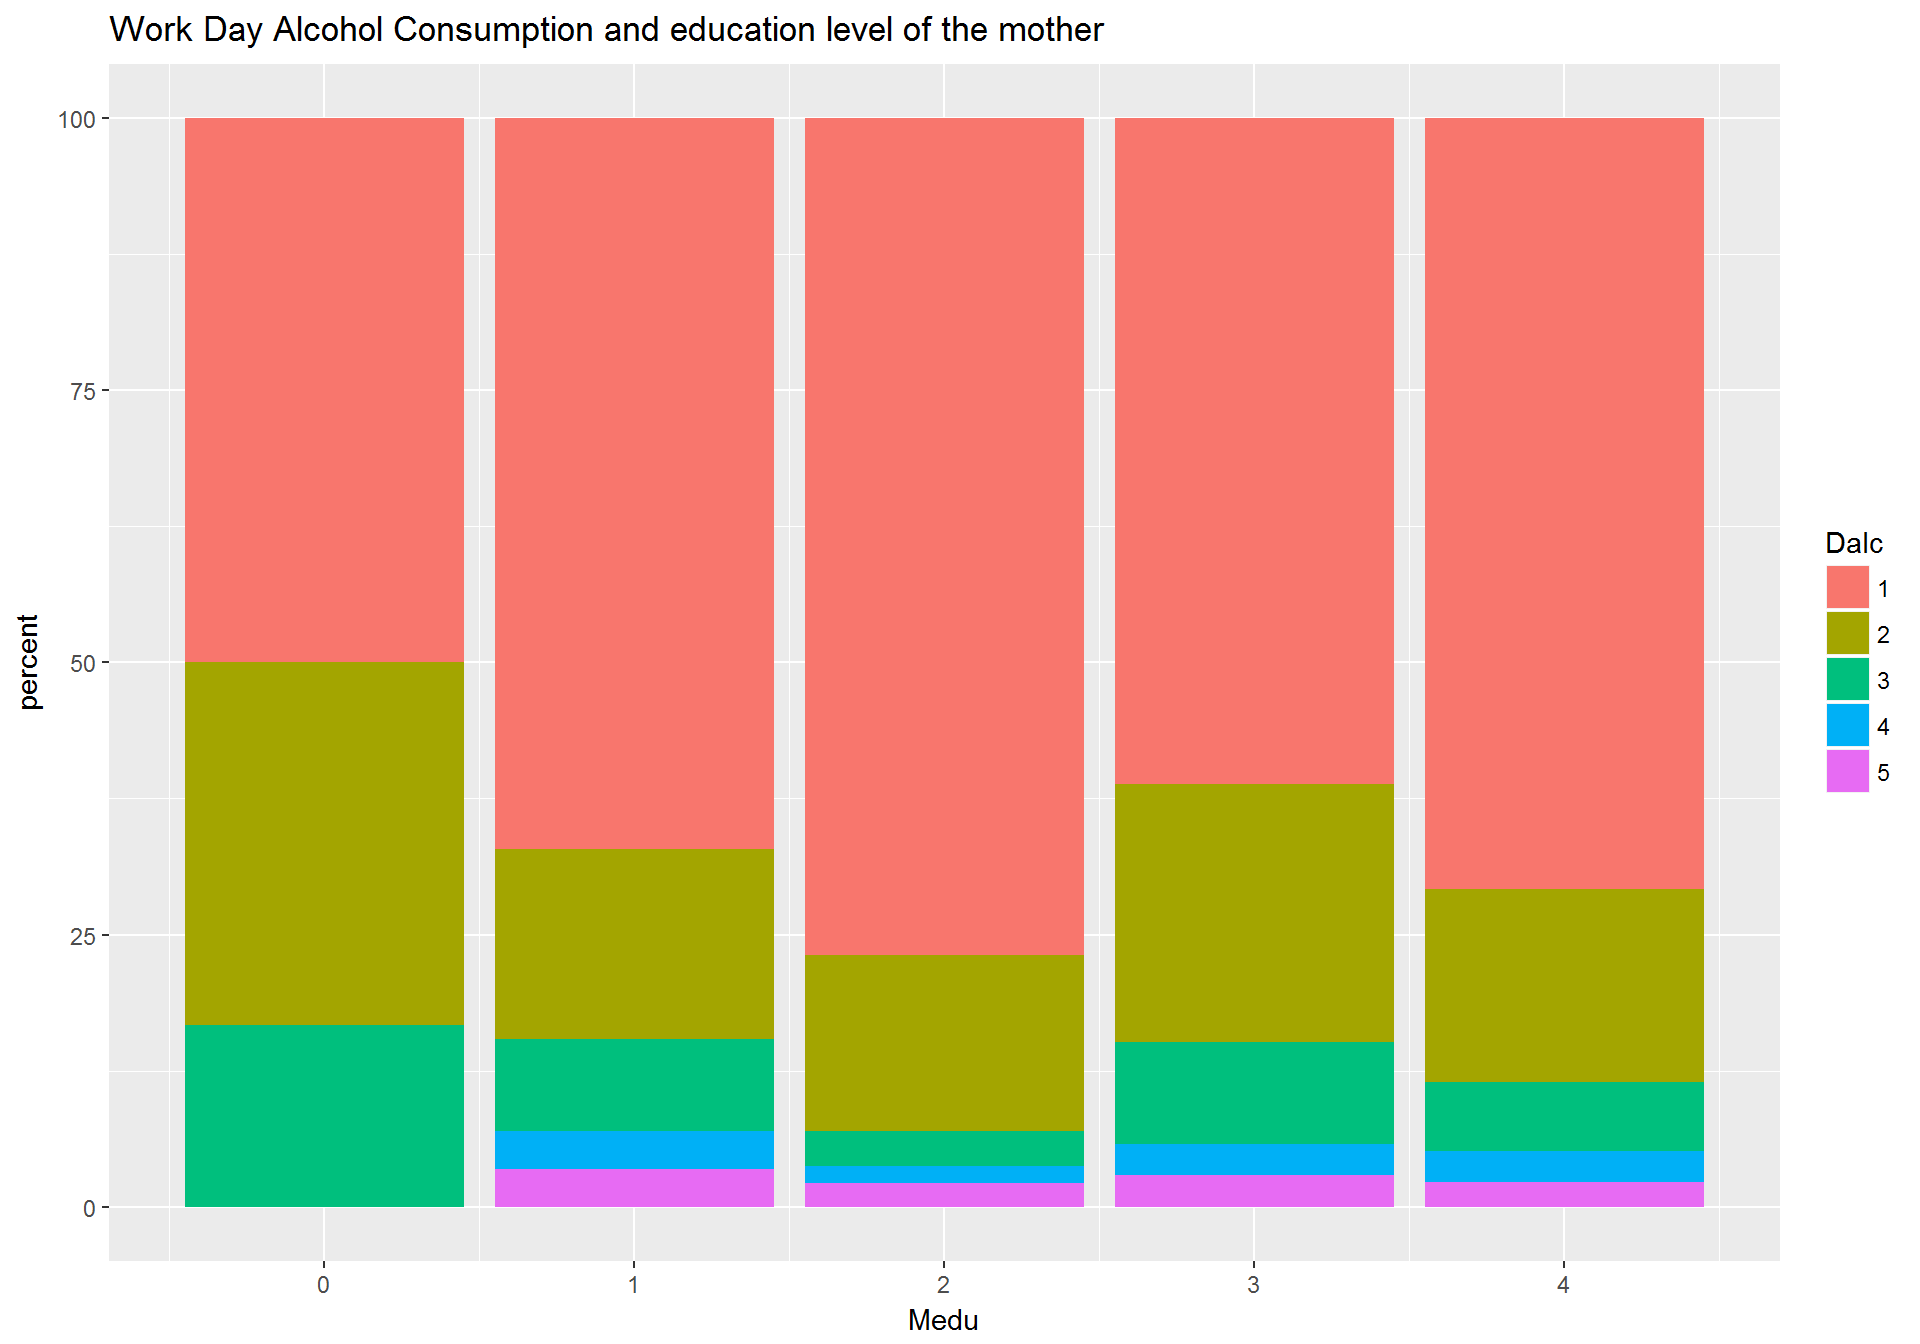 Work Day Alcohol Consumption and education level of the mother
100
75
50
25
0
percent
0 1 2 3 4
Medu
Dalc
1
2
3
4
5